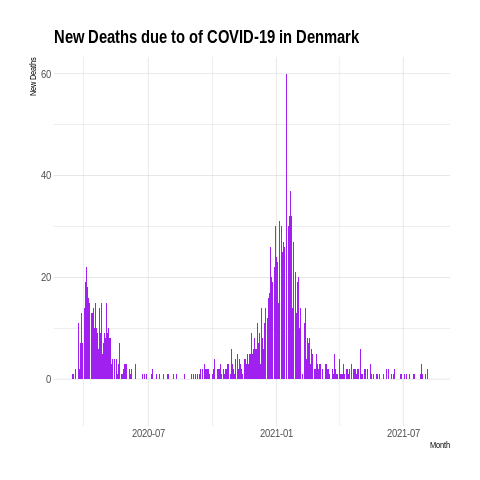 New Deaths due to of COVID-19 in Denmark
New Deaths
60
40
20
0
2020-07
2021-01
2021-07
Month